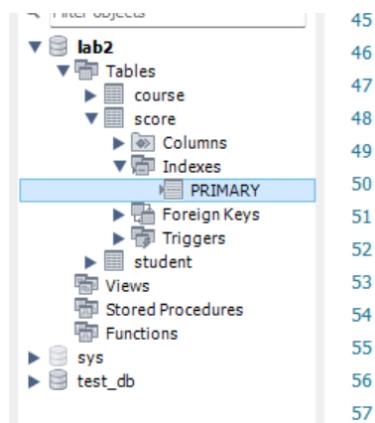 Filter objects
lab2
Tables
course
score
Columns
Indexes
PRIMARY
Foreign Keys
Triggers
student
Views
Stored Procedures
Functions
sys
test_db
45
46
47
48
49
50
51
52
53
54
55
56
57